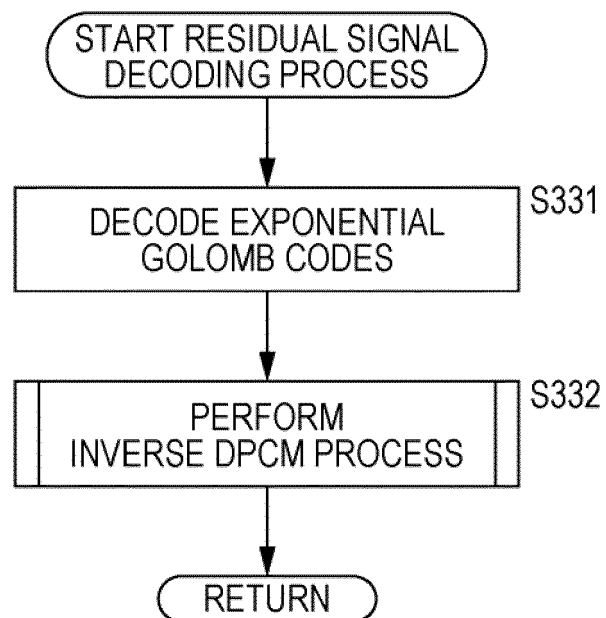 START RESIDUAL SIGNAL
DECODING PROCESS
S331
DECODE EXPONENTIAL
GOLOMB CODES
S332
PERFORM
INVERSE DPCM PROCESS
RETURN